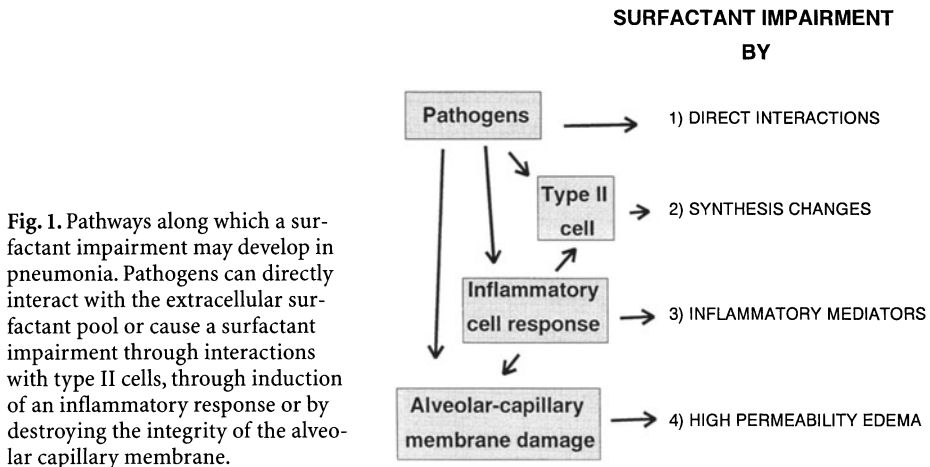 SURFACTANT IMPAIRMENT
BY
Pathogens
1) DIRECT INTERACTIONS
Type II
cell
2) SYNTHESIS CHANGES
Inflammatory
cell response
3) INFLAMMATORY MEDIATORS
Alveolar-capillary
membrane damage
4) HIGH PERMEABILITY EDEMA
Fig. 1. Pathways along which a sur-
factant impairment may develop in
pneumonia. Pathogens can directly
interact with the extracellular sur-
factant pool or cause a surfactant
impairment through interactions
with type II cells, through induction
of an inflammatory response or by
destroying the integrity of the alveo-
lar capillary membrane.